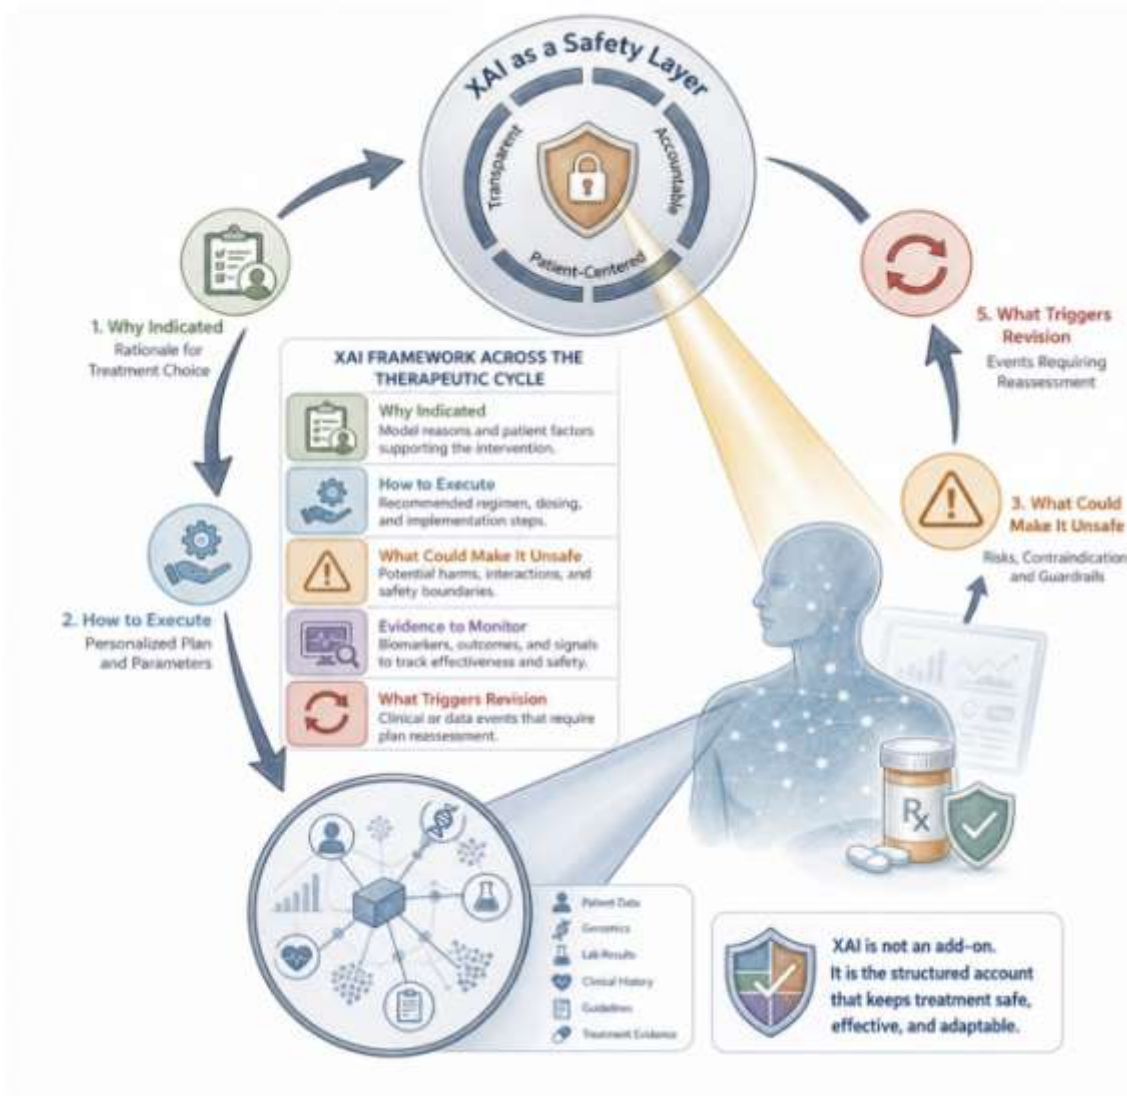 XAI as a Safety Layer
Transparent
Accountable
Patient-Centered
1. Why Indicated
Rationale for
Treatment Choice
2. How to Execute
Personalized Plan
and Parameters
XAI FRAMEWORK ACROSS THE
THERAPEUTIC CYCLE
Why Indicated
Model reasons and patient factors
supporting the intervention.
How to Execute
Recommended regimen, dosing,
and implementation steps.
What Could Make It Unsafe
Potential harms, interactions, and
safety boundaries.
Evidence to Monitor
Biomarkers, outcomes, and signals
to track effectiveness and safety.
What Triggers Revision
Clinical or data events that require
plan reassessment.
5. What Triggers
Revision
Events Requiring
Reassessment
3. What Could
Make It Unsafe
Risks, Contraindication
and Guardrails
Rx
Patient Data
Genomics
Lab Results
Clinical History
Guidelines
Treatment Evidence
XAI is not an add-on.
It is the structured account
that keeps treatment safe,
effective, and adaptable.